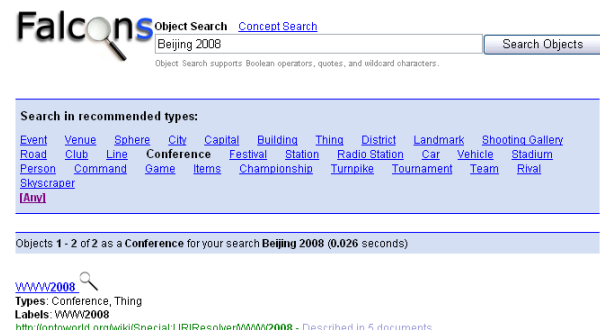 Falcons
Object Search Concept Search
Beijing 2008 Search Objects
Object Search supports Boolean operators, quotes, and wildcard characters.
Search in recommended types:
Event Venue Sphere City Capital Building Thing District Landmark Shooting Gallery
Road Club Line Conference Festival Station Radio Station Car Vehicle Stadium
Person Command Game Items Championship Turnpike Tournament Team Rival
Skyscraper
[Any]
Objects 1 - 2 of 2 as a Conference for your search Beijing 2008 (0.026 seconds)
WWW2008
Types: Conference, Thing
Labels: WWW2008
http://ontoworld.org/wiki/Special:URIResolver/WWW2008 - Described in 5 documents